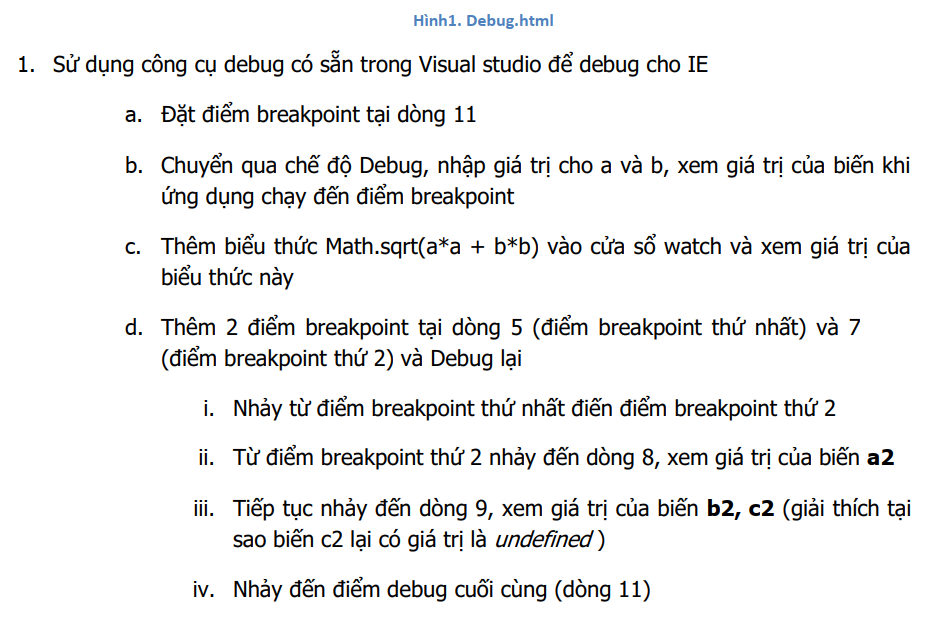 Hình1. Debug.html
1. Sử dụng công cụ debug có sẵn trong Visual studio để debug cho IE
a. Đặt điểm breakpoint tại dòng 11
b. Chuyển qua chế độ Debug, nhập giá trị cho a và b, xem giá trị của biến khi
ứng dụng chạy đến điểm breakpoint
c. Thêm biểu thức Math.sqrt(a*a + b*b) vào cửa sổ watch và xem giá trị của
biểu thức này
d. Thêm 2 điểm breakpoint tại dòng 5 (điểm breakpoint thứ nhất) và 7
(điểm breakpoint thứ 2) và Debug lại
i. Nhảy từ điểm breakpoint thứ nhất điến điểm breakpoint thứ 2
ii. Từ điểm breakpoint thứ 2 nhảy đến dòng 8, xem giá trị của biến a2
iii. Tiếp tục nhảy đến dòng 9, xem giá trị của biến b2, c2 (giải thích tại
sao biến c2 lại có giá trị là undefined )
iv. Nhảy đến điểm debug cuối cùng (dòng 11)